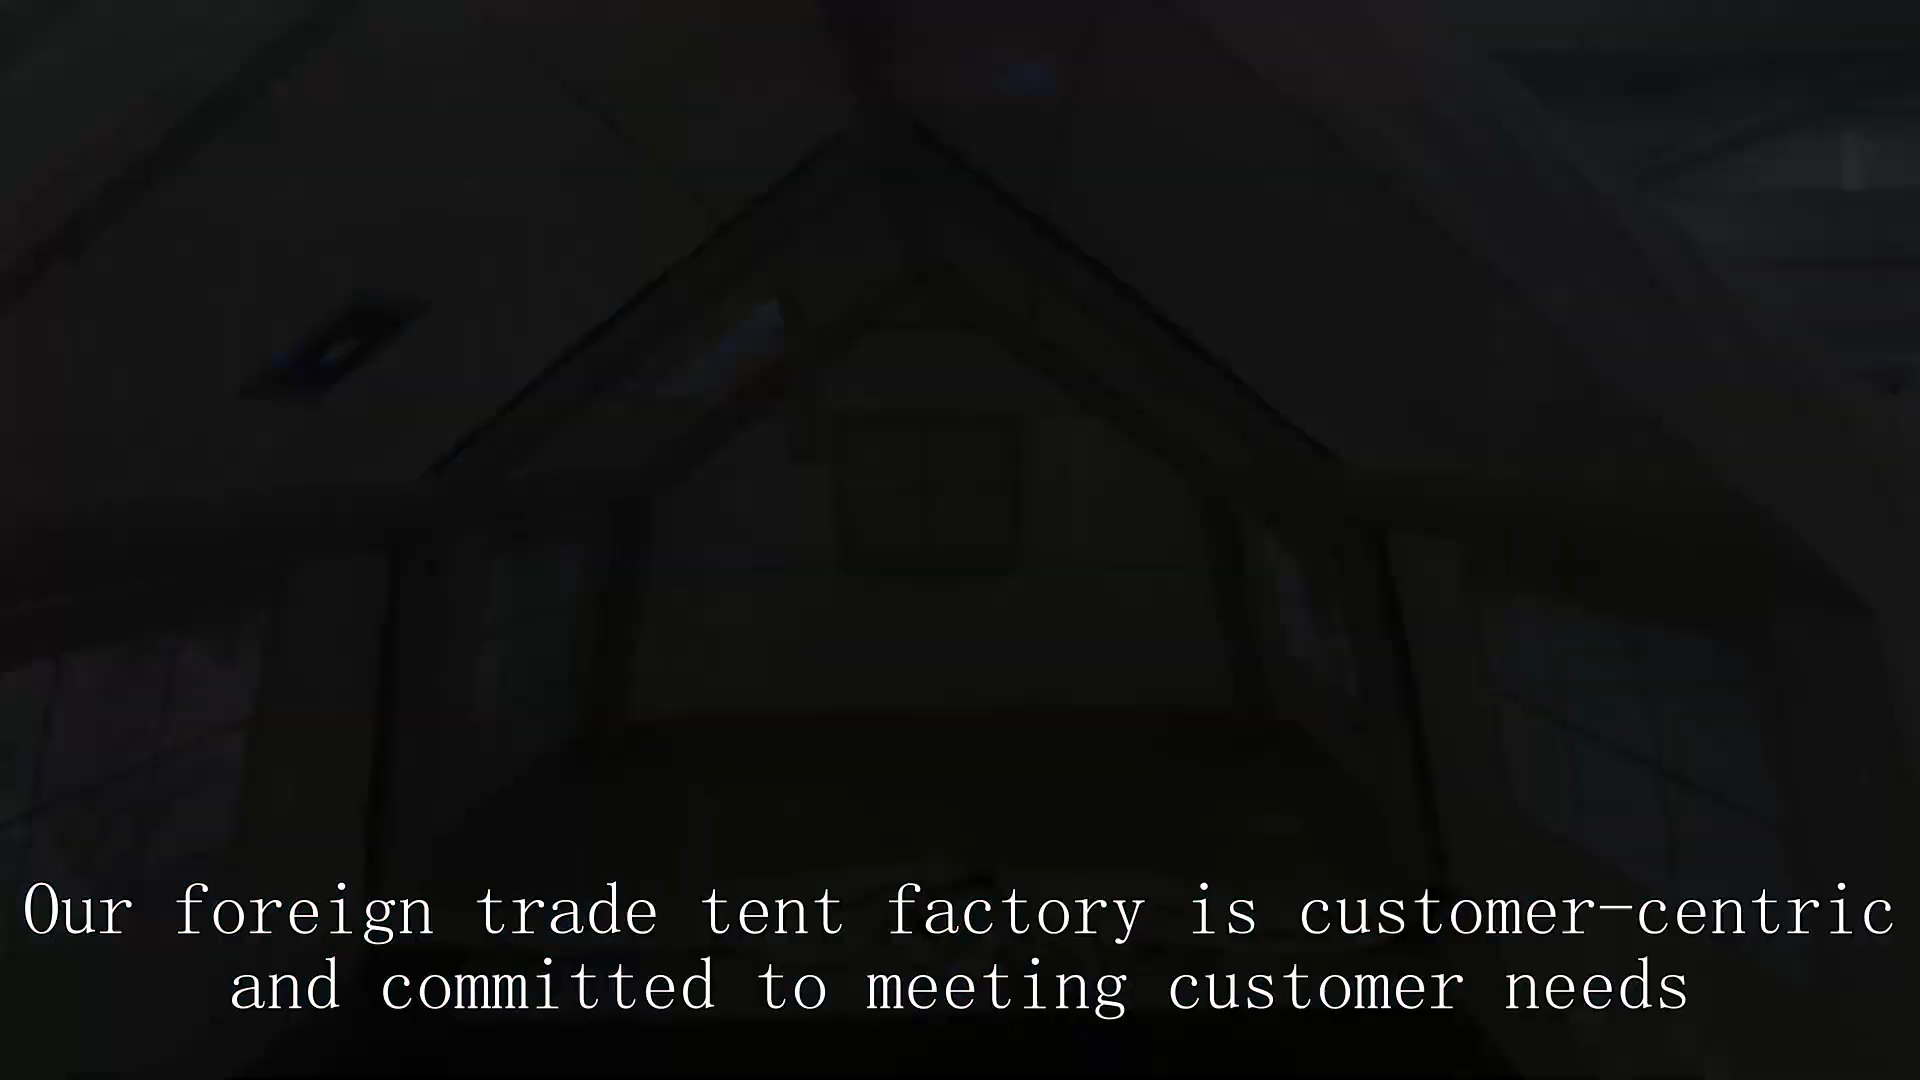 Our foreign trade tent factory is customer-centric
and committed to meeting customer needs